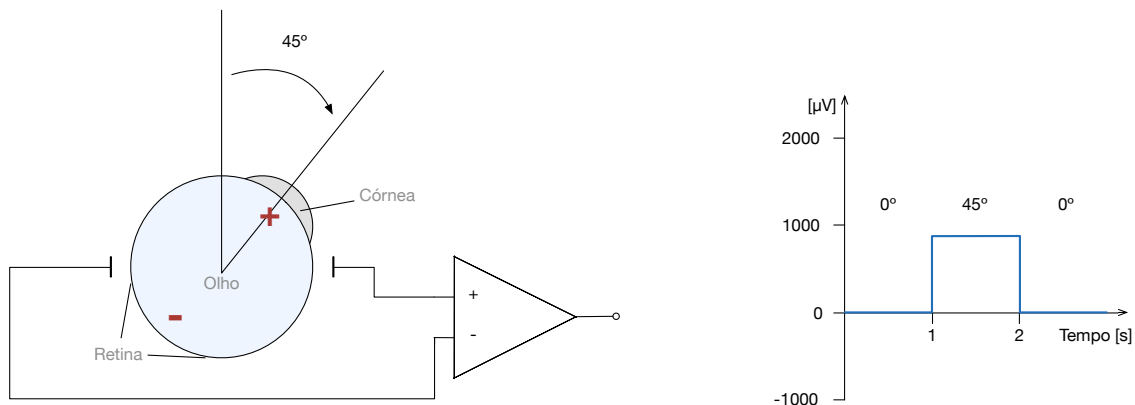 45º
Córnea
+
Olho
-
Retina
+
-
[µV]
2000
1000
0
-1000
0º
45º
0º
1
2
Tempo [s]